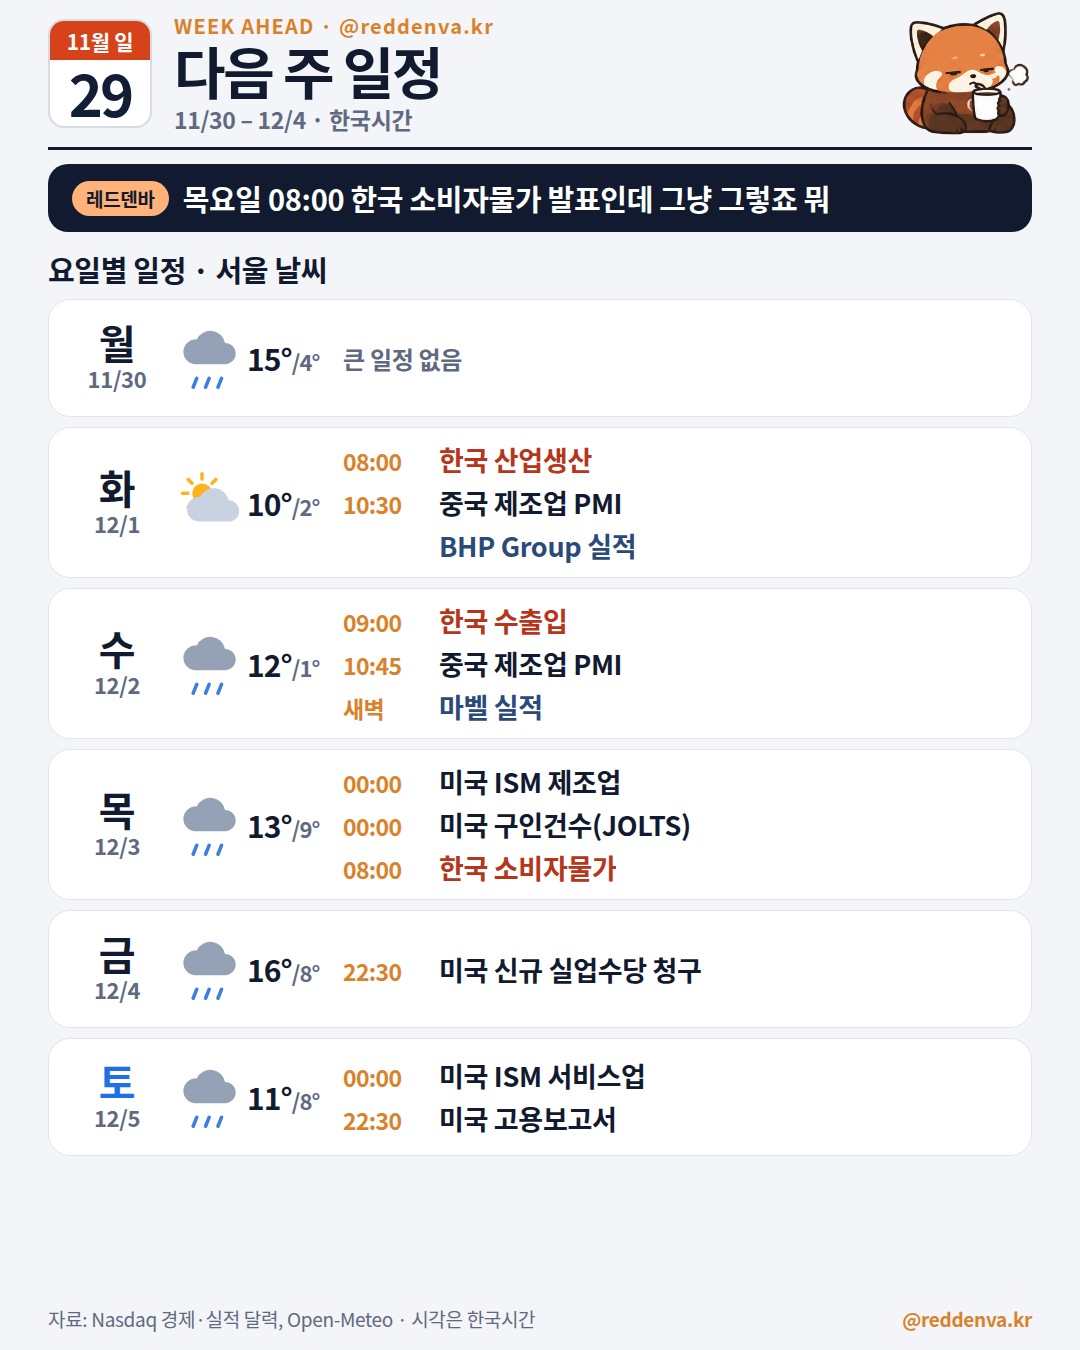 11월 일
29
WEEK AHEAD · @reddenva.kr
다음 주 일정
11/30 – 12/4 · 한국시간
레드덴바 목요일 08:00 한국 소비자물가 발표인데 그냥 그렇죠 뭐
요일별 일정 · 서울 날씨
월
11/30
15°/4°
큰 일정 없음
화
12/1
10°/2°
08:00 한국 산업생산
10:30 중국 제조업 PMI
BHP Group 실적
수
12/2
12°/1°
09:00 한국 수출입
10:45 중국 제조업 PMI
새벽 마벨 실적
목
12/3
13°/9°
00:00 미국 ISM 제조업
00:00 미국 구인건수(JOLTS)
08:00 한국 소비자물가
금
12/4
16°/8°
22:30 미국 신규 실업수당 청구
토
12/5
11°/8°
00:00 미국 ISM 서비스업
22:30 미국 고용보고서
자료: Nasdaq 경제·실적 달력, Open-Meteo · 시각은 한국시간
@reddenva.kr